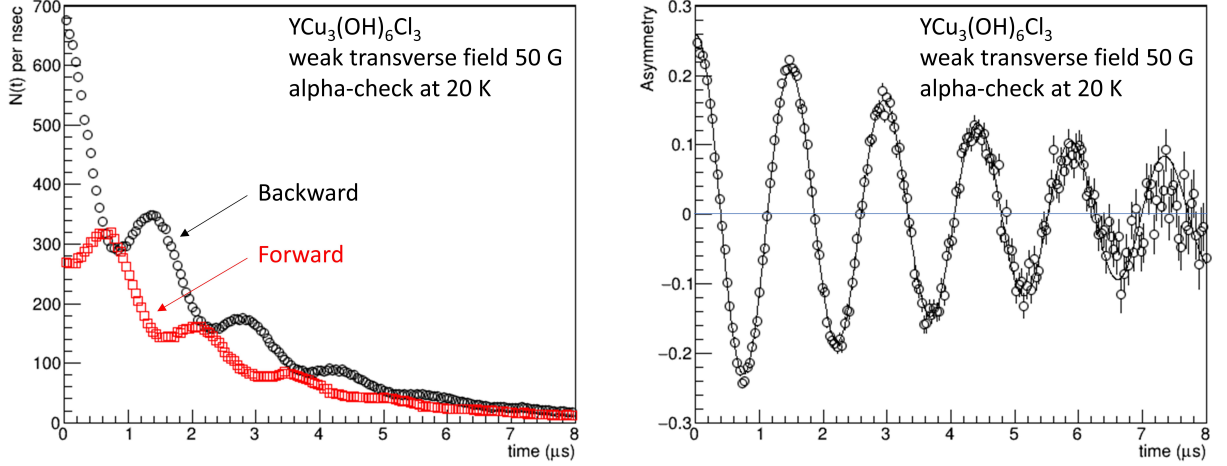 YCu₃(OH)₆Cl₃
weak transverse field 50 G
alpha-check at 20 K
N(t) per nsec
700
600
500
400
300
200
100
0
Backward
Forward
0 1 2 3 4 5 6 7 8
time (μs)
YCu₃(OH)₆Cl₃
weak transverse field 50 G
alpha-check at 20 K
Asymmetry
0.3
0.2
0.1
0
−0.1
−0.2
−0.3
0 1 2 3 4 5 6 7 8
time (μs)